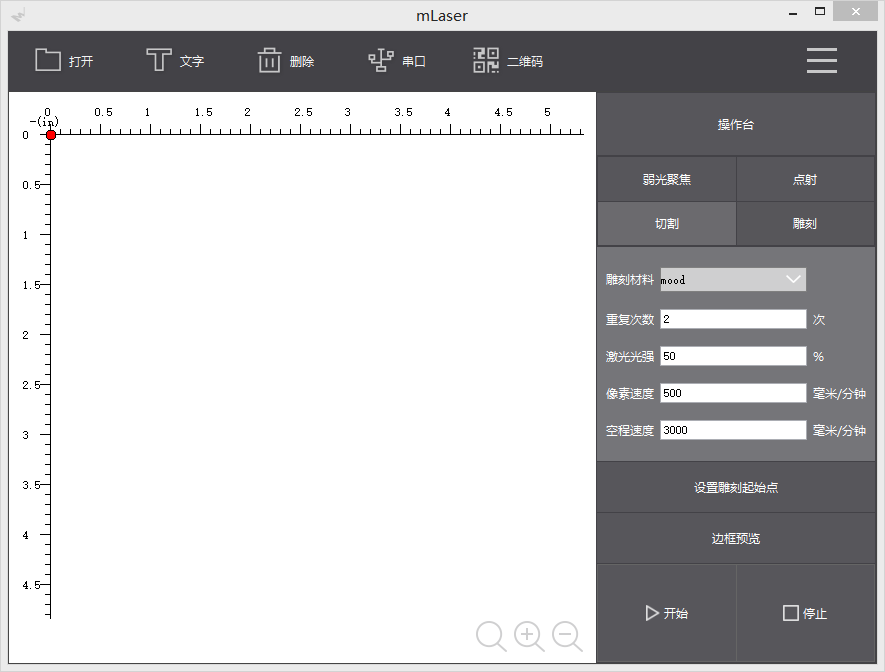 mLaser
打开 文字 删除 串口 二维码
0 0.5 1 1.5 2 2.5 3 3.5 4 4.5 5
(in)
0
0.5
1
1.5
2
2.5
3
3.5
4
4.5
操作台
弱光聚焦 点射
切割 雕刻
雕刻材料 mood
重复次数 2 次
激光光强 50 %
像素速度 500 毫米/分钟
空程速度 3000 毫米/分钟
设置雕刻起始点
边框预览
开始 停止